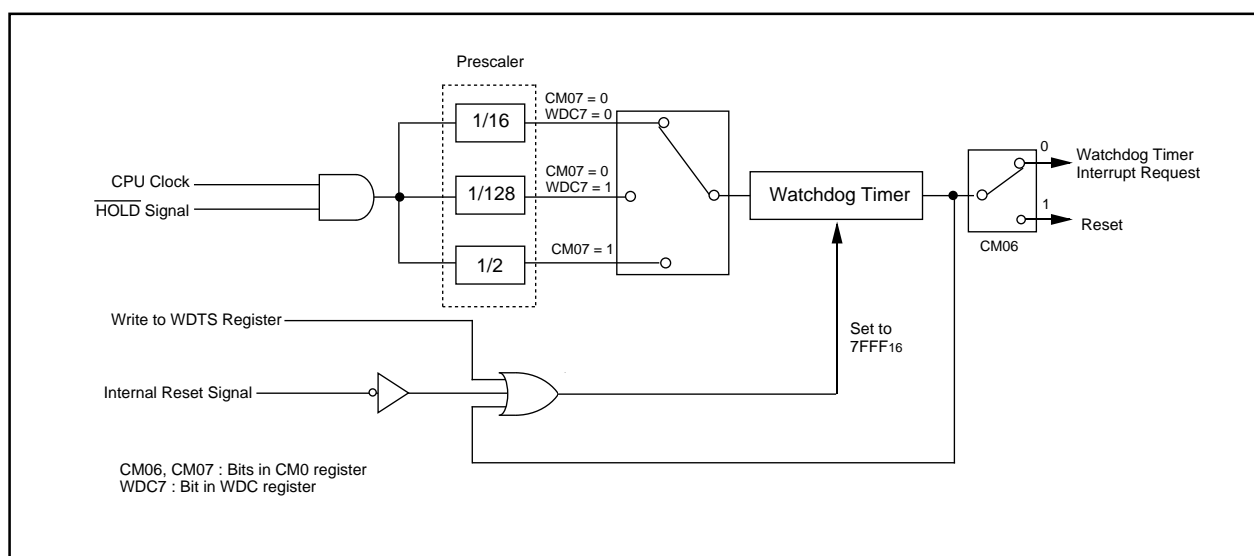 Prescaler
CM07 = 0
WDC7 = 0
1/16
CM07 = 0
WDC7 = 1
1/128
CM07 = 1
1/2
CPU Clock
HOLD Signal
Watchdog Timer
0
Watchdog Timer
Interrupt Request
1
Reset
CM06
Write to WDTS Register
Set to
7FFF16
Internal Reset Signal
CM06, CM07 : Bits in CM0 register
WDC7 : Bit in WDC register